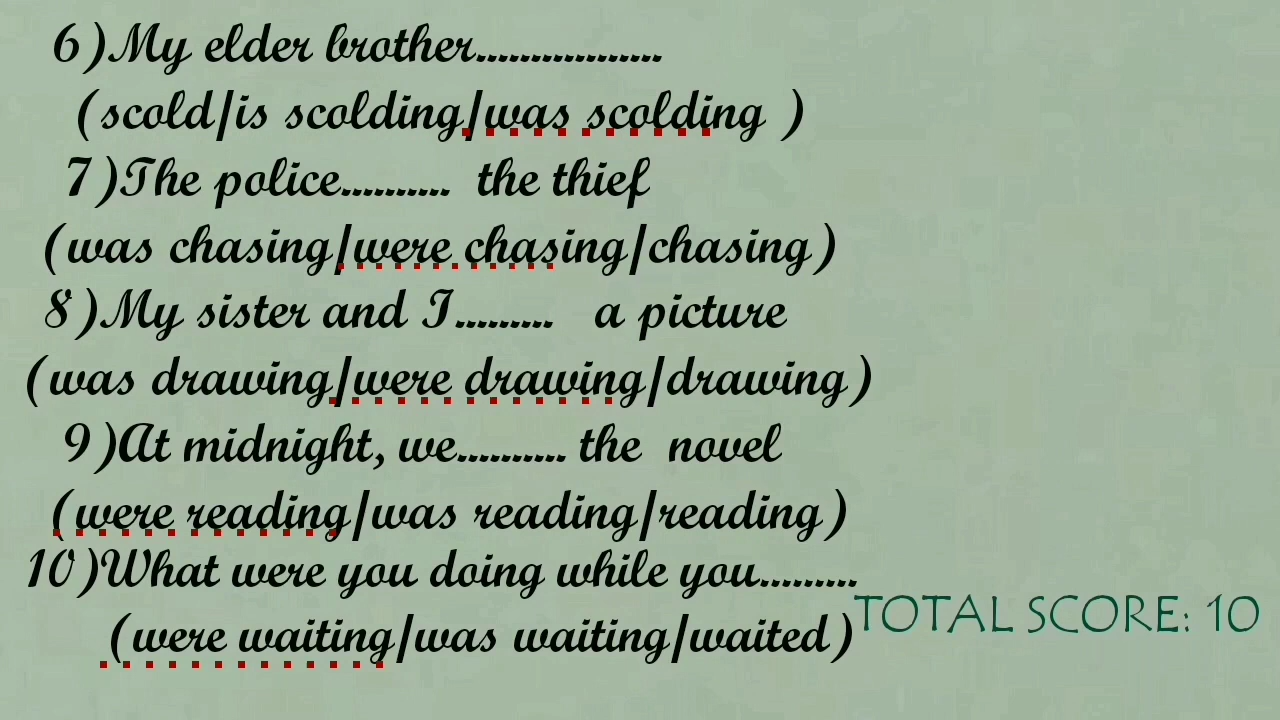 6)My elder brother.................
(scold/is scolding/was scolding )
7)The police.......... the thief
(was chasing/were chasing/chasing)
8)My sister and I......... a picture
(was drawing/were drawing/drawing)
9)At midnight, we.......... the novel
(were reading/was reading/reading)
10)What were you doing while you.........
(were waiting/was waiting/waited)
TOTAL SCORE: 10